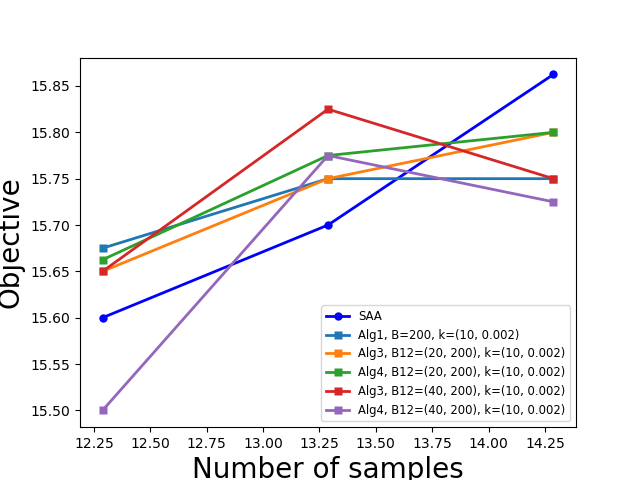 15.85
15.80
15.75
15.70
15.65
15.60
15.55
15.50
Objective
SAA
Alg1, B=200, k=(10, 0.002)
Alg3, B12=(20, 200), k=(10, 0.002)
Alg4, B12=(20, 200), k=(10, 0.002)
Alg3, B12=(40, 200), k=(10, 0.002)
Alg4, B12=(40, 200), k=(10, 0.002)
12.25 12.50 12.75 13.00 13.25 13.50 13.75 14.00 14.25
Number of samples